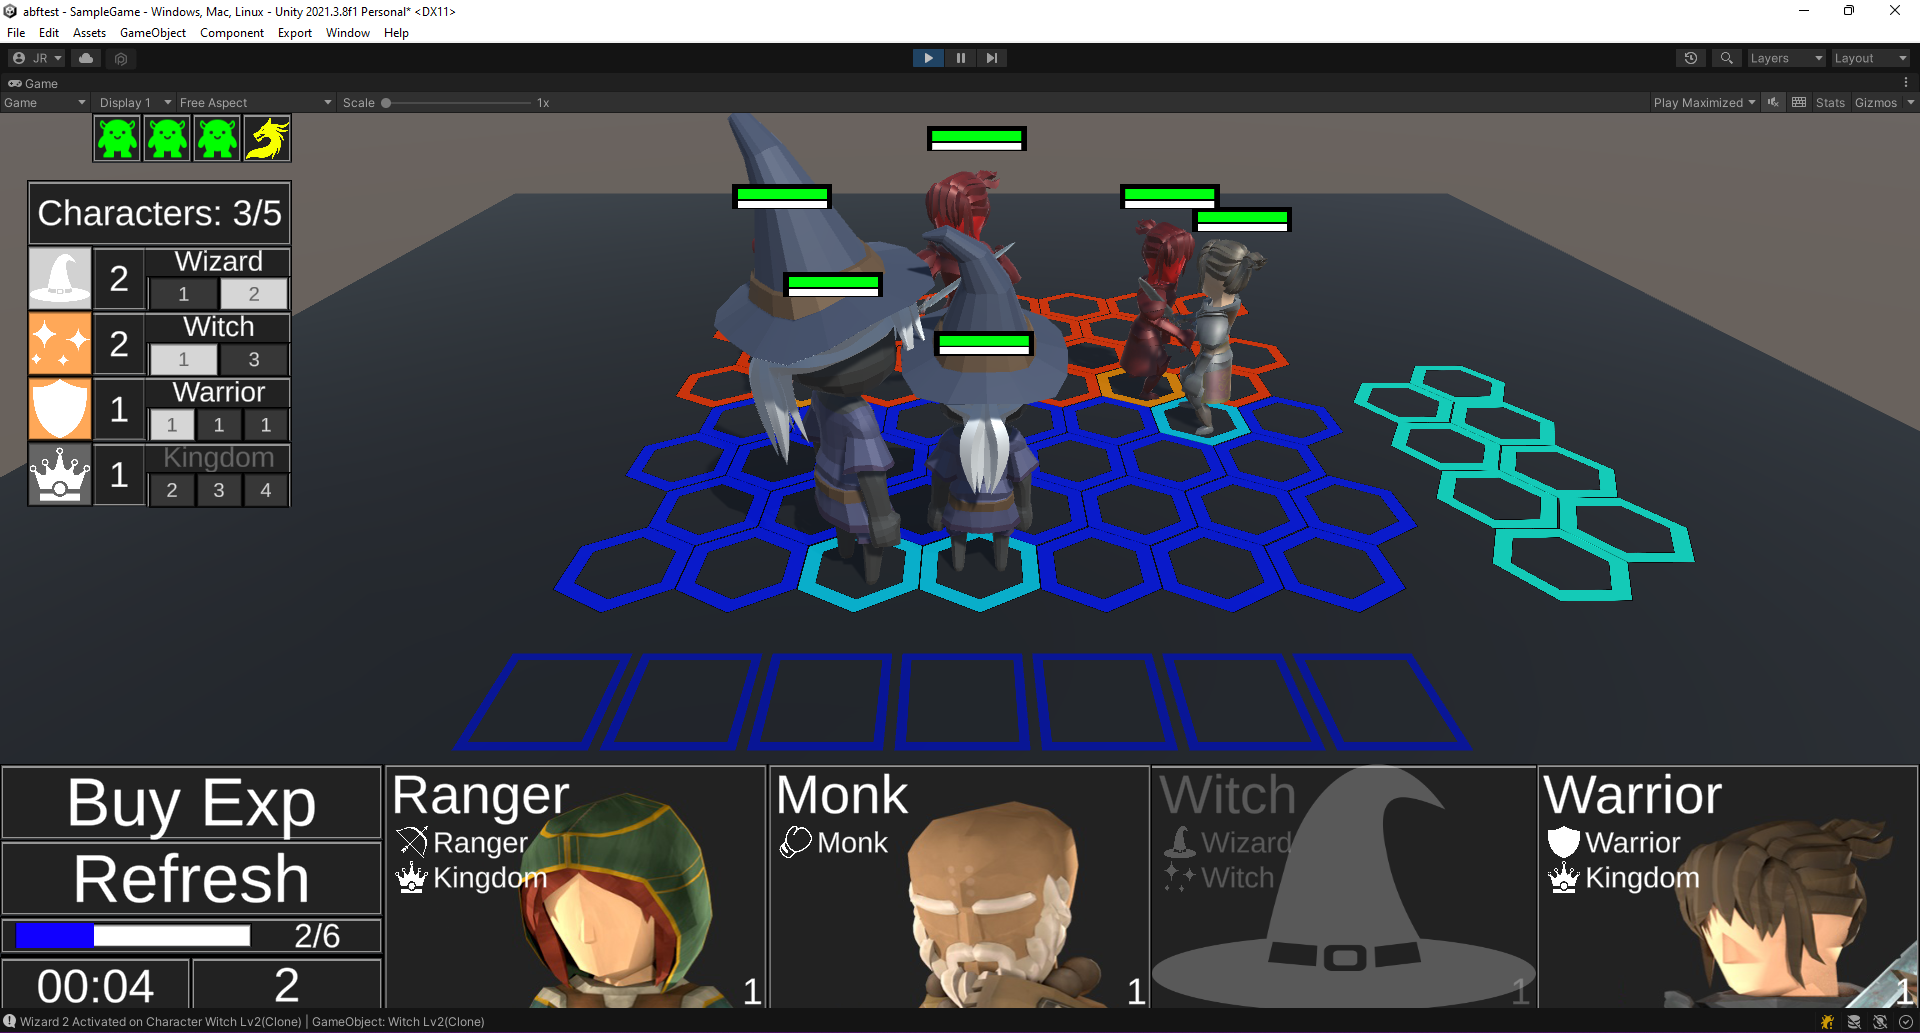 abftest - SampleGame - Windows, Mac, Linux - Unity 2021.3.8f1 Personal* <DX11>
File Edit Assets GameObject Component Export Window Help
JR Layers Layout
Game
Game Display 1 Free Aspect Scale 1x Play Maximized Stats Gizmos
Characters: 3/5
2 Wizard
1 2
2 Witch
1 3
1 Warrior
1 1 1
1 Kingdom
2 3 4
Buy Exp
Refresh
2/6
00:04 2
Ranger
Ranger
Kingdom
1
Monk
Monk
1
Witch
Wizard
Witch
1
Warrior
Warrior
Kingdom
1
Wizard 2 Activated on Character Witch Lv2(Clone) | GameObject: Witch Lv2(Clone)